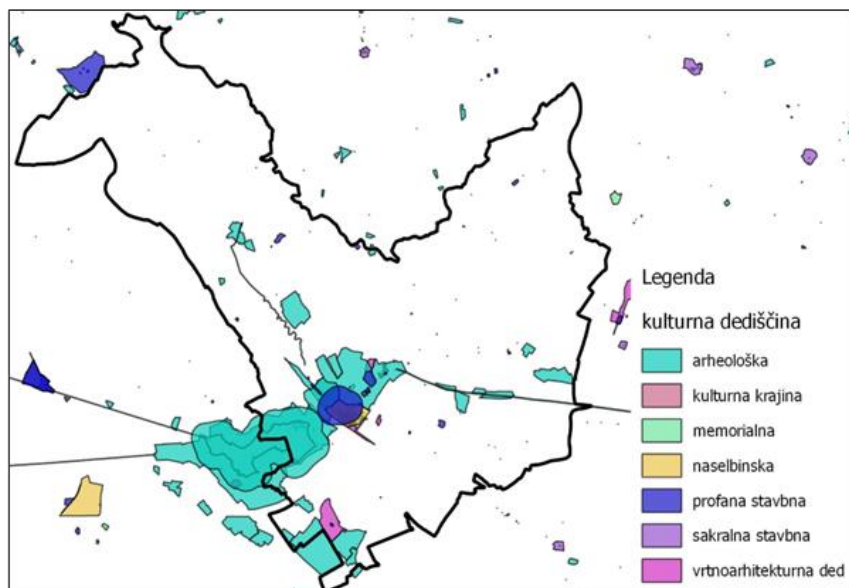 Legenda
kulturna dediščina
arheološka
kulturna krajina
memorialna
naselbinska
profana stavbna
sakralna stavbna
vrtnoarhitekturna ded